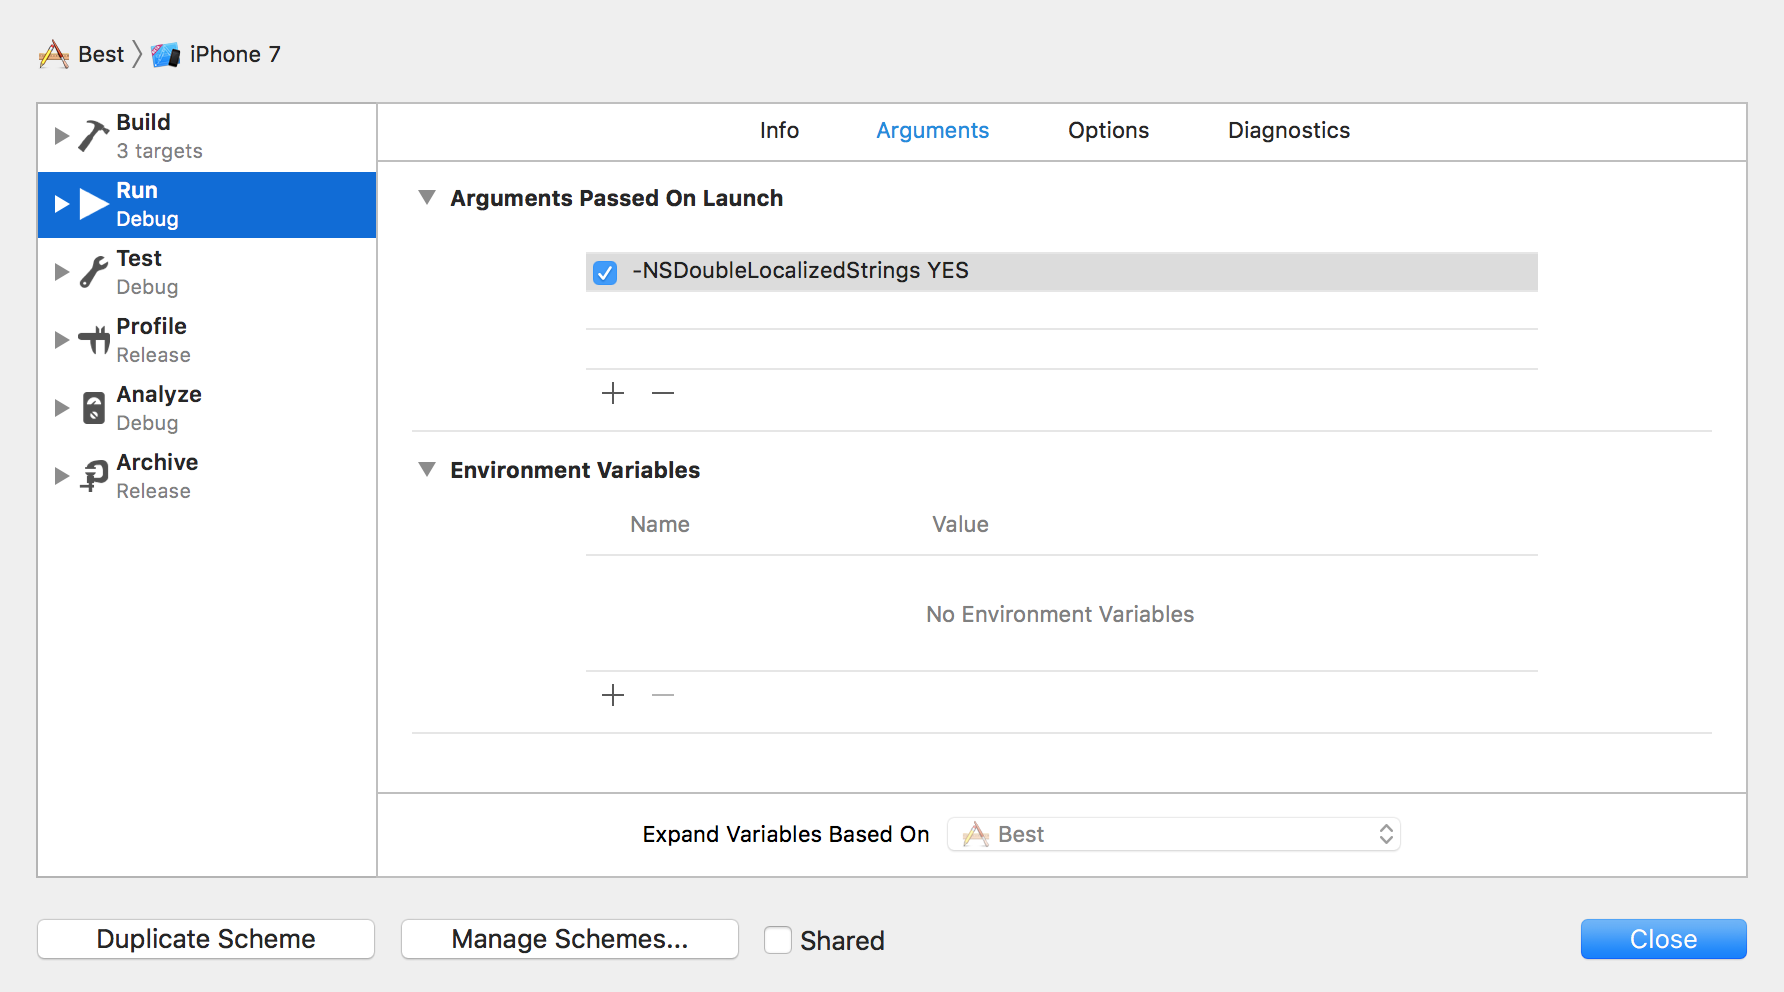 Best iPhone 7
Build
3 targets
Run
Debug
Test
Debug
Profile
Release
Analyze
Debug
Archive
Release
Info Arguments Options Diagnostics
Arguments Passed On Launch
-NSDoubleLocalizedStrings YES
Environment Variables
Name Value
No Environment Variables
Expand Variables Based On Best
Duplicate Scheme Manage Schemes... Shared Close